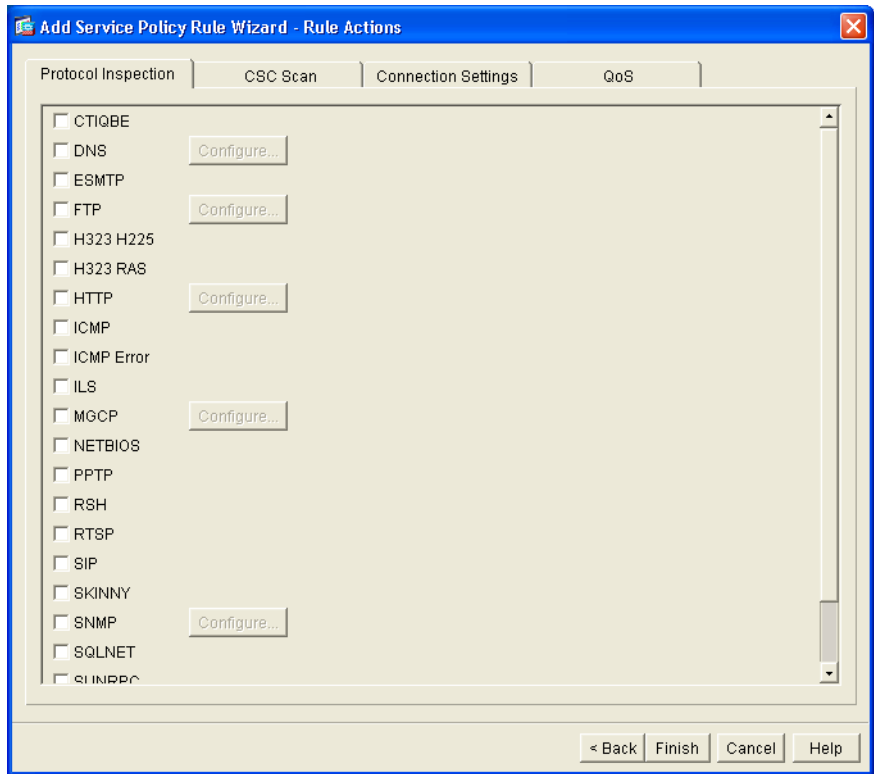 Add Service Policy Rule Wizard - Rule Actions
Protocol Inspection CSC Scan Connection Settings QoS
CTIQBE
DNS Configure...
ESMTP
FTP Configure...
H323 H225
H323 RAS
HTTP Configure...
ICMP
ICMP Error
ILS
MGCP Configure...
NETBIOS
PPTP
RSH
RTSP
SIP
SKINNY
SNMP Configure...
SQLNET
SUNRPC
< Back Finish Cancel Help